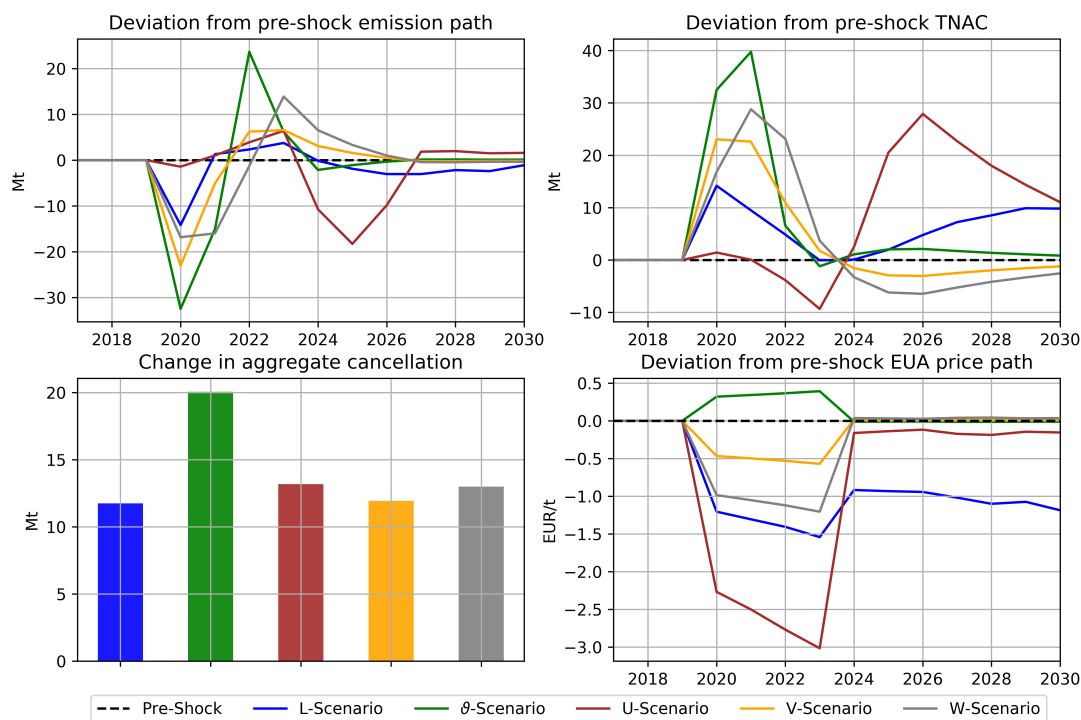 Deviation from pre-shock emission path
Mt
20
10
0
−10
−20
−30
2018 2020 2022 2024 2026 2028 2030
Deviation from pre-shock TNAC
Mt
40
30
20
10
0
−10
2018 2020 2022 2024 2026 2028 2030
Change in aggregate cancellation
Mt
20
15
10
5
0
Deviation from pre-shock EUA price path
EUR/t
0.5
0.0
−0.5
−1.0
−1.5
−2.0
−2.5
−3.0
2018 2020 2022 2024 2026 2028 2030
Pre-Shock L-Scenario ϑ-Scenario U-Scenario V-Scenario W-Scenario